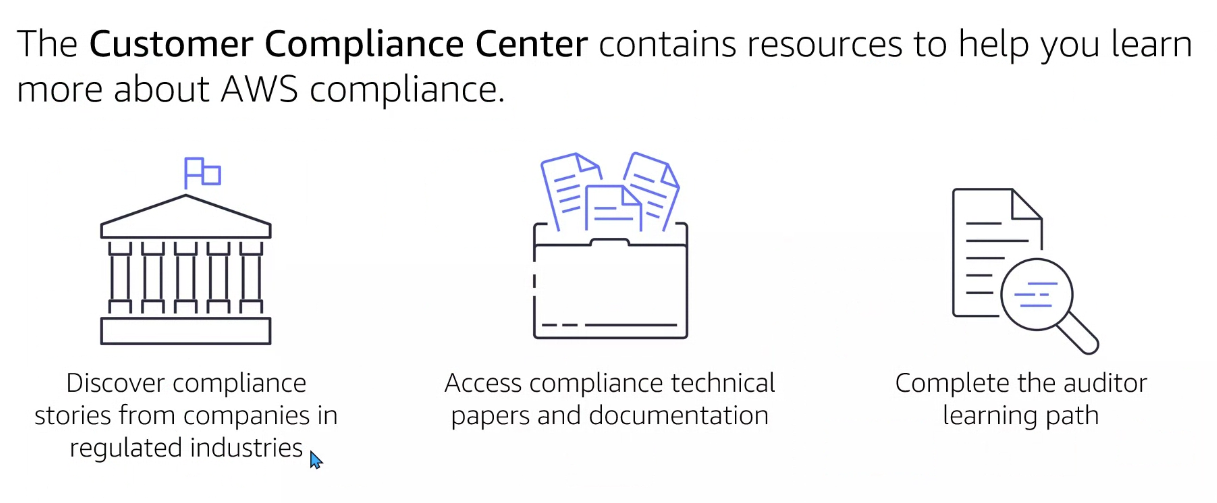 The Customer Compliance Center contains resources to help you learn
more about AWS compliance.
Discover compliance
stories from companies in
regulated industries
Access compliance technical
papers and documentation
Complete the auditor
learning path